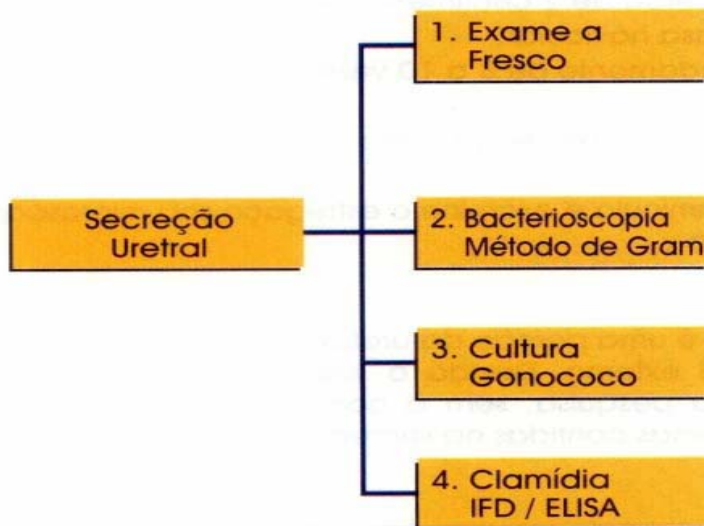 1. Exame a
Fresco
Secreção
Uretral
2. Bacterioscopia
Método de Gram
3. Cultura
Gonococo
4. Clamídia
IFD / ELISA